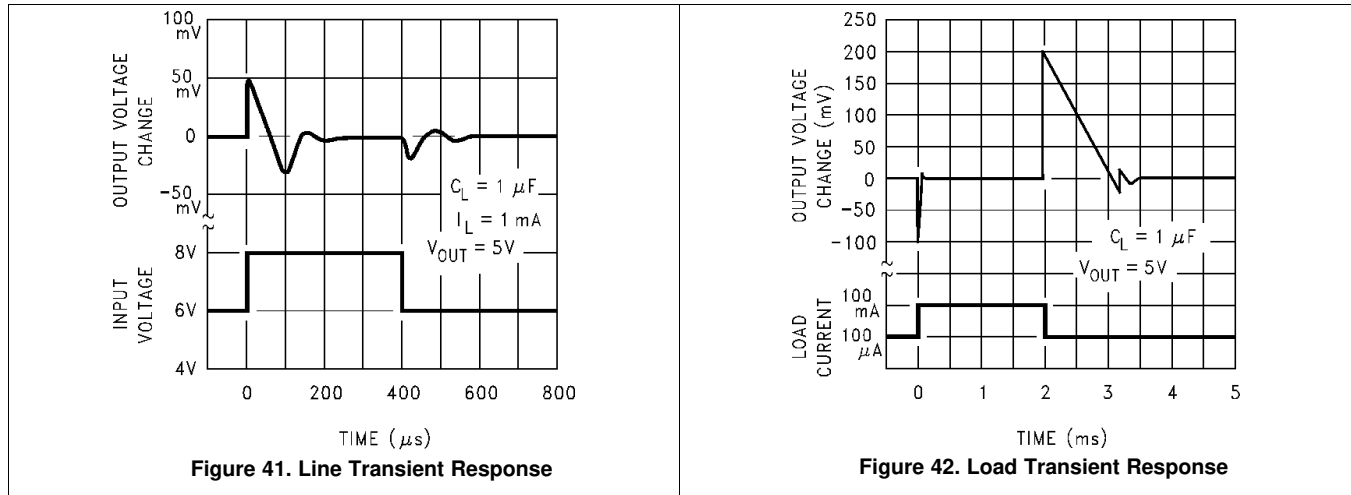 100
mV
50
mV
0
-50
mV
OUTPUT VOLTAGE
CHANGE
C_L = 1 μF
I_L = 1 mA
V_OUT = 5V
8V
6V
4V
INPUT
VOLTAGE
0 200 400 600 800
TIME (μs)
Figure 41. Line Transient Response
250
200
150
100
50
0
-50
-100
OUTPUT VOLTAGE
CHANGE (mV)
C_L = 1 μF
V_OUT = 5V
100
mA
100
μA
LOAD
CURRENT
0 1 2 3 4 5
TIME (ms)
Figure 42. Load Transient Response